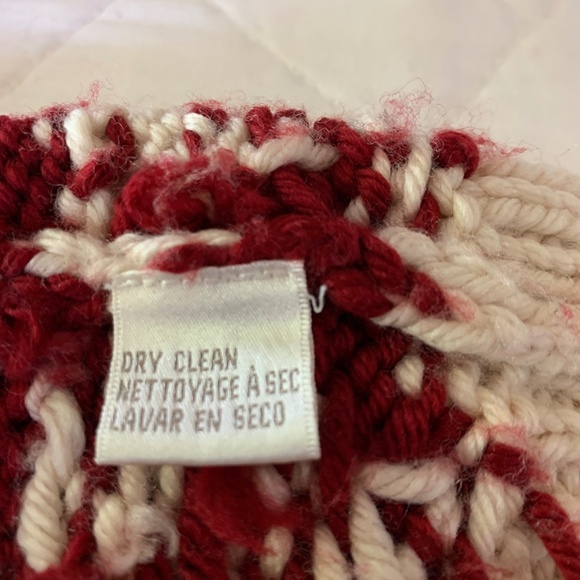 DRY CLEAN
NETTOYAGE À SEC
LAVAR EN SECO